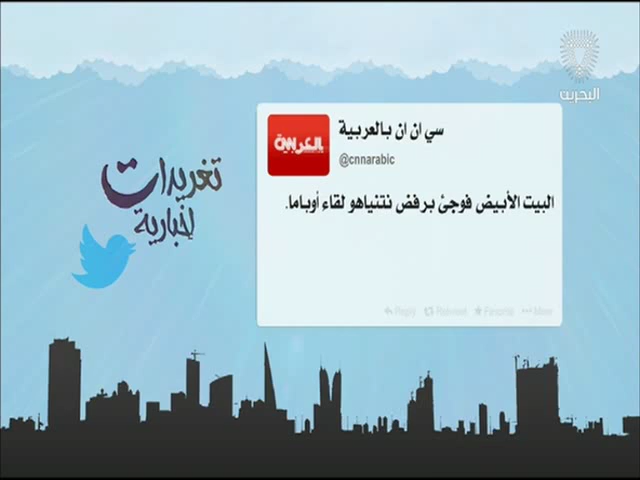 البحرين
سي ان ان بالعربية
@cnnarabic
بالعربية
تغريدات
إخبارية
البيت الأبيض فوجئ برفض نتنياهو لقاء أوباما.
Reply Retweet Favorite More